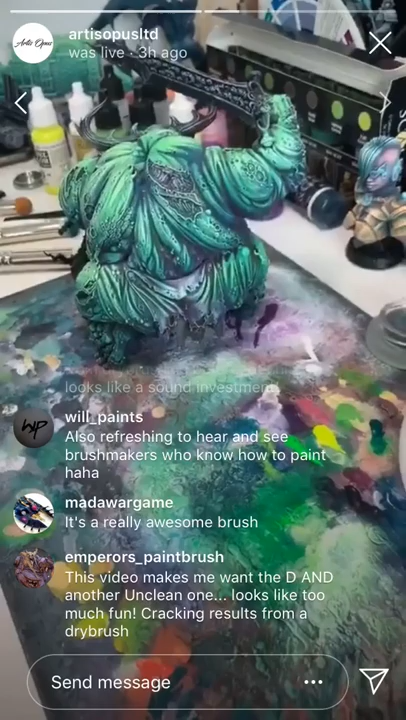 Artis Opus
artisopusltd
was live · 3h ago
looks like a sound investment!
will_paints
Also refreshing to hear and see
brushmakers who know how to paint
haha
madawargame
It's a really awesome brush
emperors_paintbrush
This video makes me want the D AND
another Unclean one... looks like too
much fun! Cracking results from a
drybrush
Send message